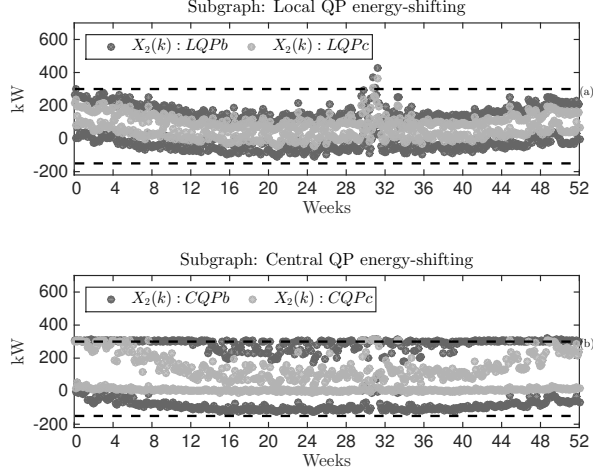 Subgraph: Local QP energy-shifting
600
X₂(k) : LQPb X₂(k) : LQPc
400
(a)
200
0
-200
kW
0 4 8 12 16 20 24 28 32 36 40 44 48 52
Weeks
Subgraph: Central QP energy-shifting
600
X₂(k) : CQPb X₂(k) : CQPc
400
(b)
200
0
-200
kW
0 4 8 12 16 20 24 28 32 36 40 44 48 52
Weeks